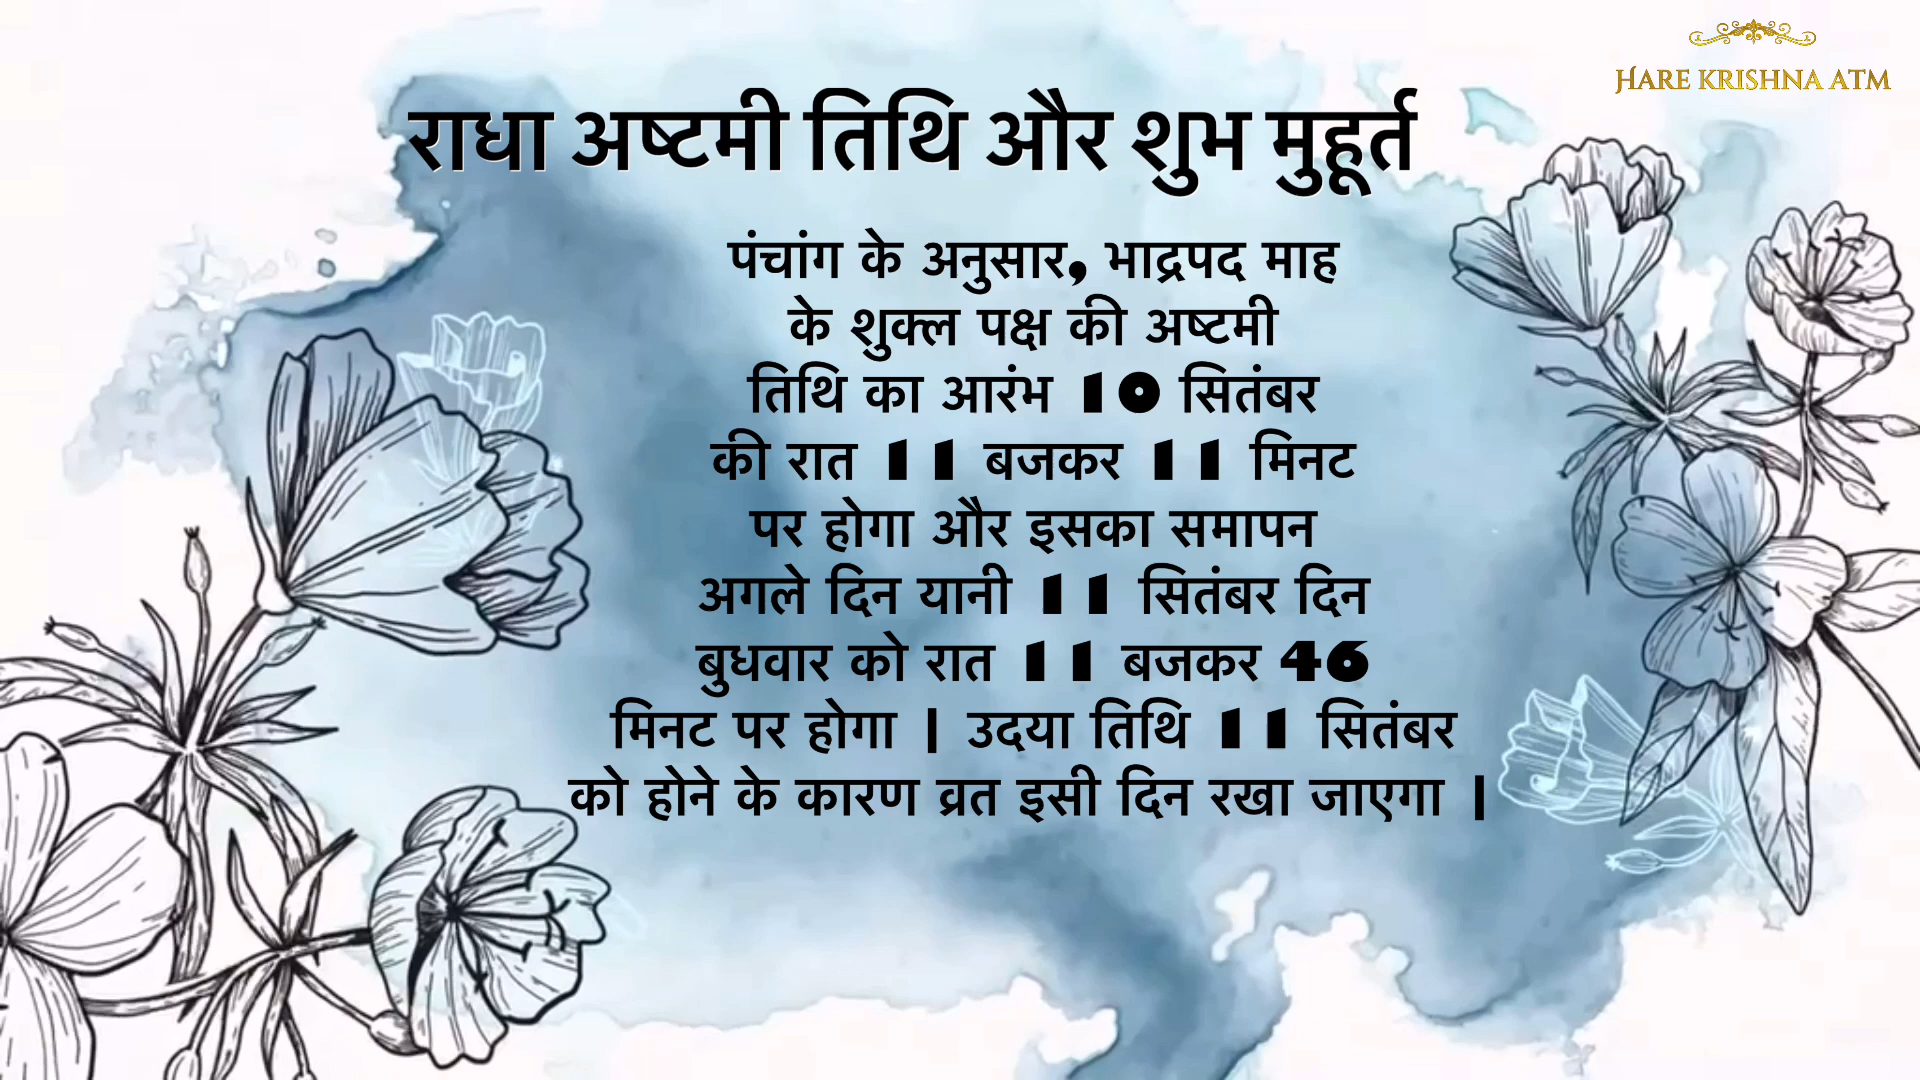 HARE KRISHNA ATM
राधा अष्टमी तिथि और शुभ मुहूर्त
पंचांग के अनुसार, भाद्रपद माह
के शुक्ल पक्ष की अष्टमी
तिथि का आरंभ 10 सितंबर
की रात 11 बजकर 11 मिनट
पर होगा और इसका समापन
अगले दिन यानी 11 सितंबर दिन
बुधवार को रात 11 बजकर 46
मिनट पर होगा | उदया तिथि 11 सितंबर
को होने के कारण व्रत इसी दिन रखा जाएगा |